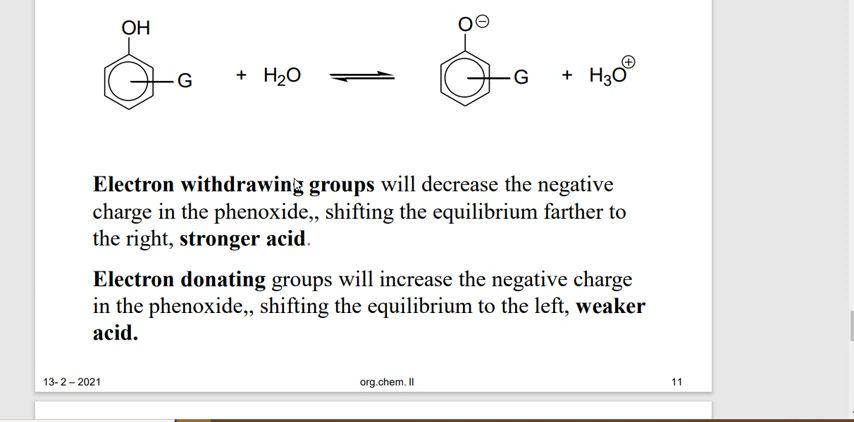 OH
G + H₂O
O⊖
G + H₃O⊕
Electron withdrawing groups will decrease the negative
charge in the phenoxide,, shifting the equilibrium farther to
the right, stronger acid.
Electron donating groups will increase the negative charge
in the phenoxide,, shifting the equilibrium to the left, weaker
acid.
13- 2 – 2021 org.chem. II 11